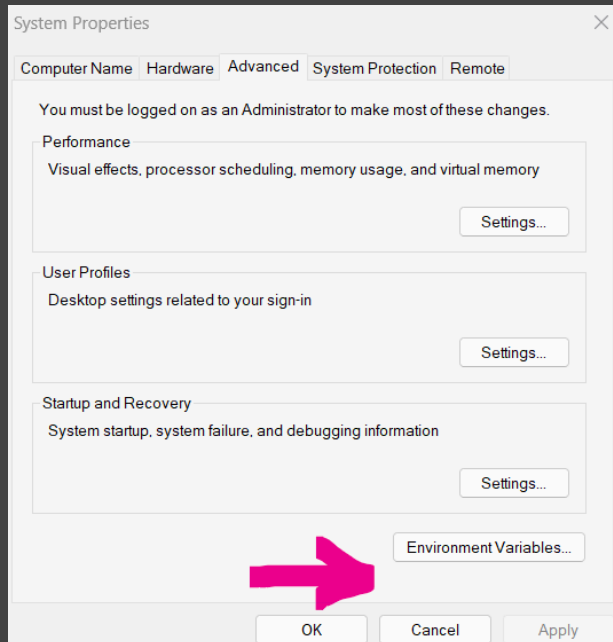 System Properties
Computer Name Hardware Advanced System Protection Remote
You must be logged on as an Administrator to make most of these changes.
Performance
Visual effects, processor scheduling, memory usage, and virtual memory
Settings...
User Profiles
Desktop settings related to your sign-in
Settings...
Startup and Recovery
System startup, system failure, and debugging information
Settings...
Environment Variables...
OK Cancel Apply